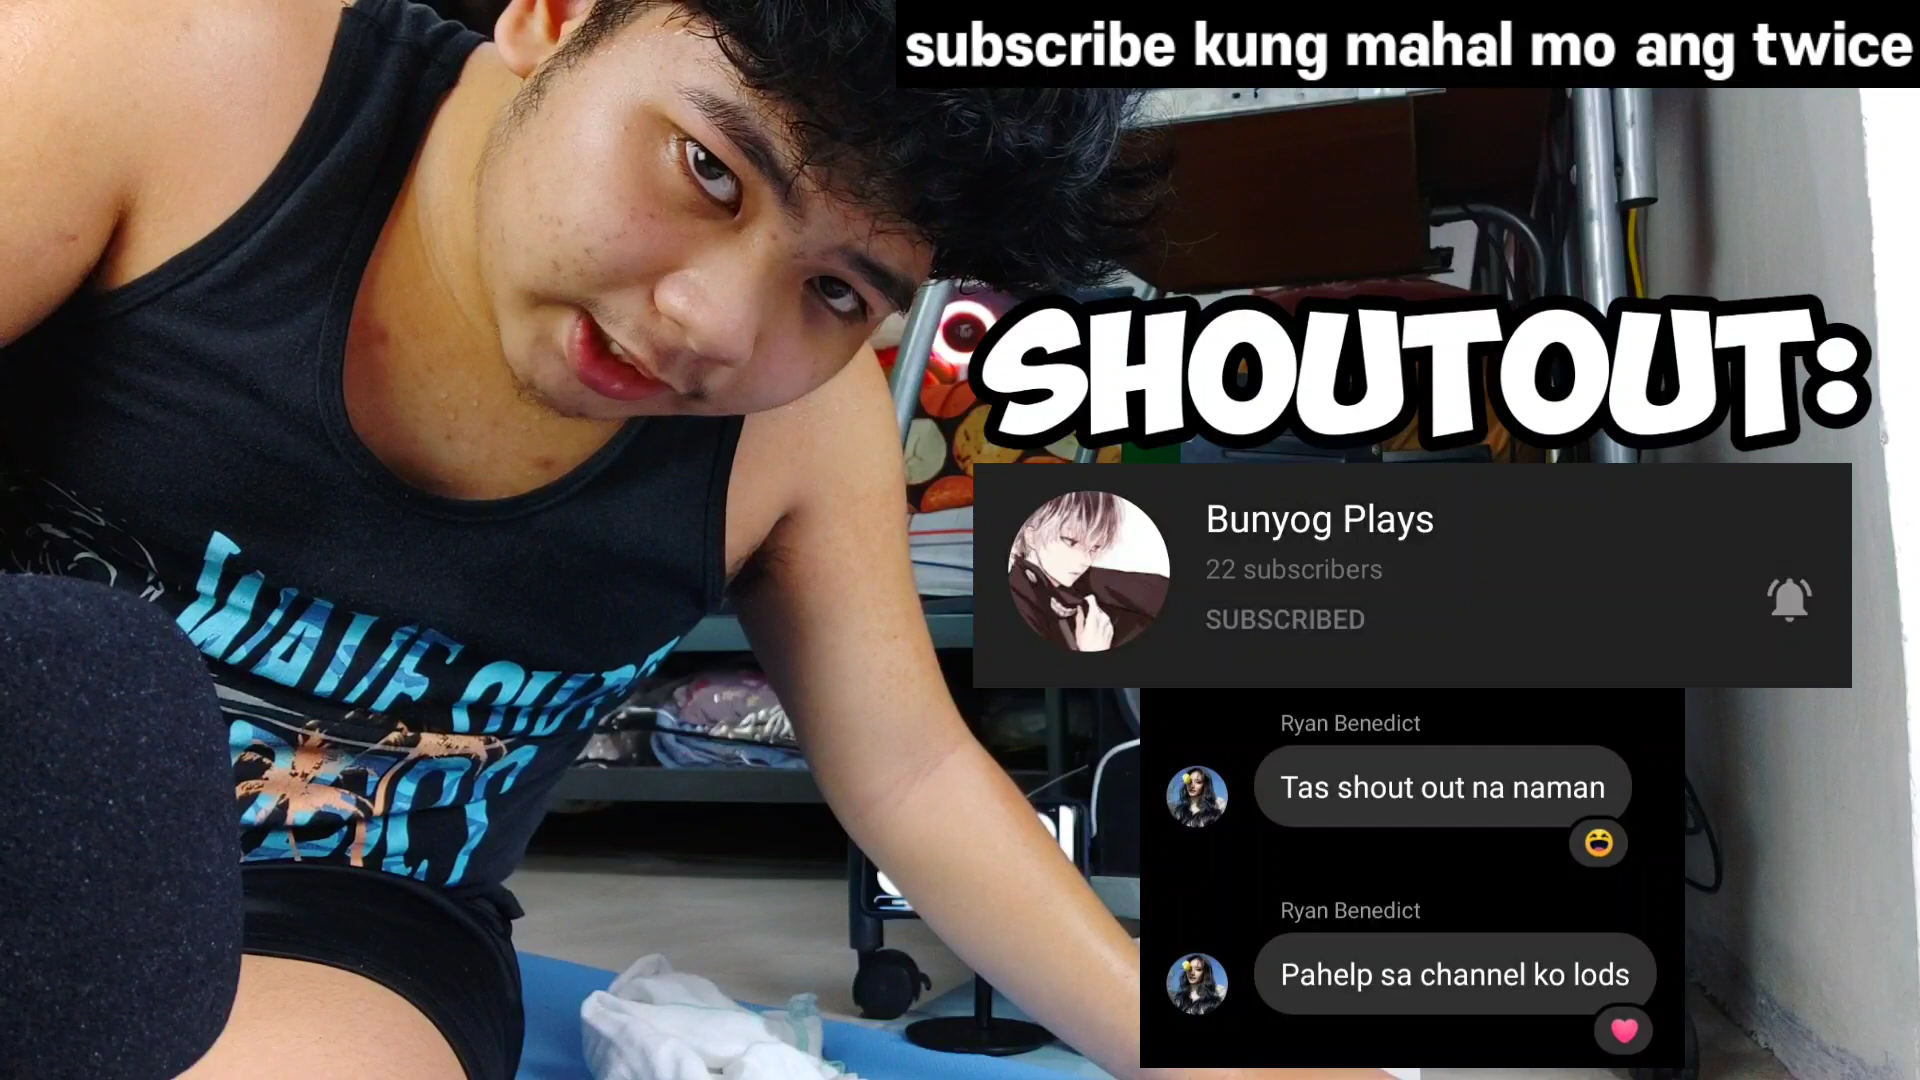 subscribe kung mahal mo ang twice
SHOUTOUT:
Bunyog Plays
22 subscribers
SUBSCRIBED
Ryan Benedict
Tas shout out na naman
Ryan Benedict
Pahelp sa channel ko lods
WAVE